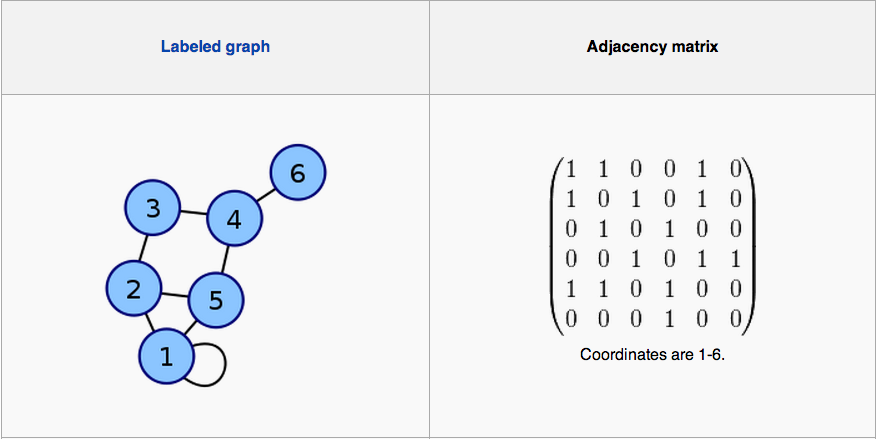 Labeled graph
Adjacency matrix
6
3
4
2
5
1
1 1 0 0 1 0
1 0 1 0 1 0
0 1 0 1 0 0
0 0 1 0 1 1
1 1 0 1 0 0
0 0 0 1 0 0
Coordinates are 1-6.